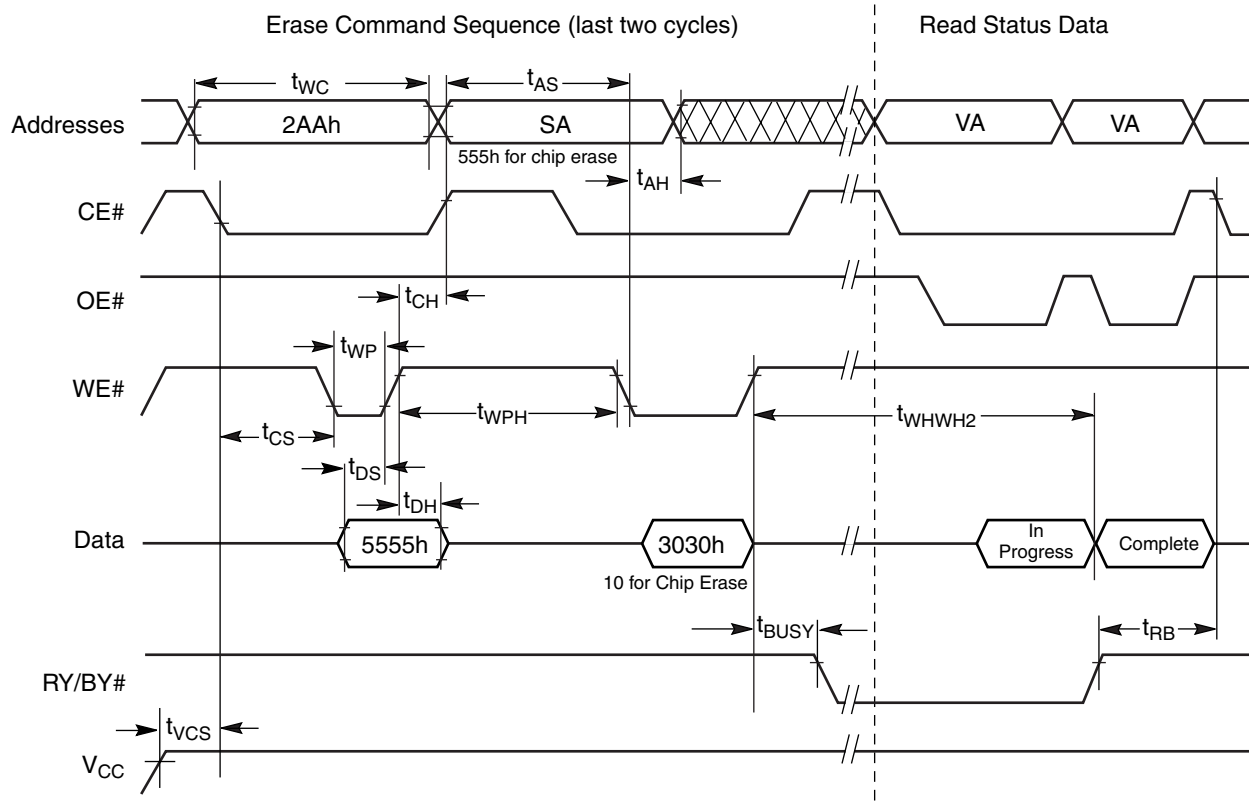 Erase Command Sequence (last two cycles)
Read Status Data
tWC
tAS
Addresses
2AAh
SA
VA
VA
555h for chip erase
tAH
CE#
tCH
OE#
tWP
WE#
tWPH
tWHWH2
tCS
tDS
tDH
Data
5555h
3030h
In
Progress
Complete
10 for Chip Erase
tBUSY
tRB
RY/BY#
tVCS
VCC